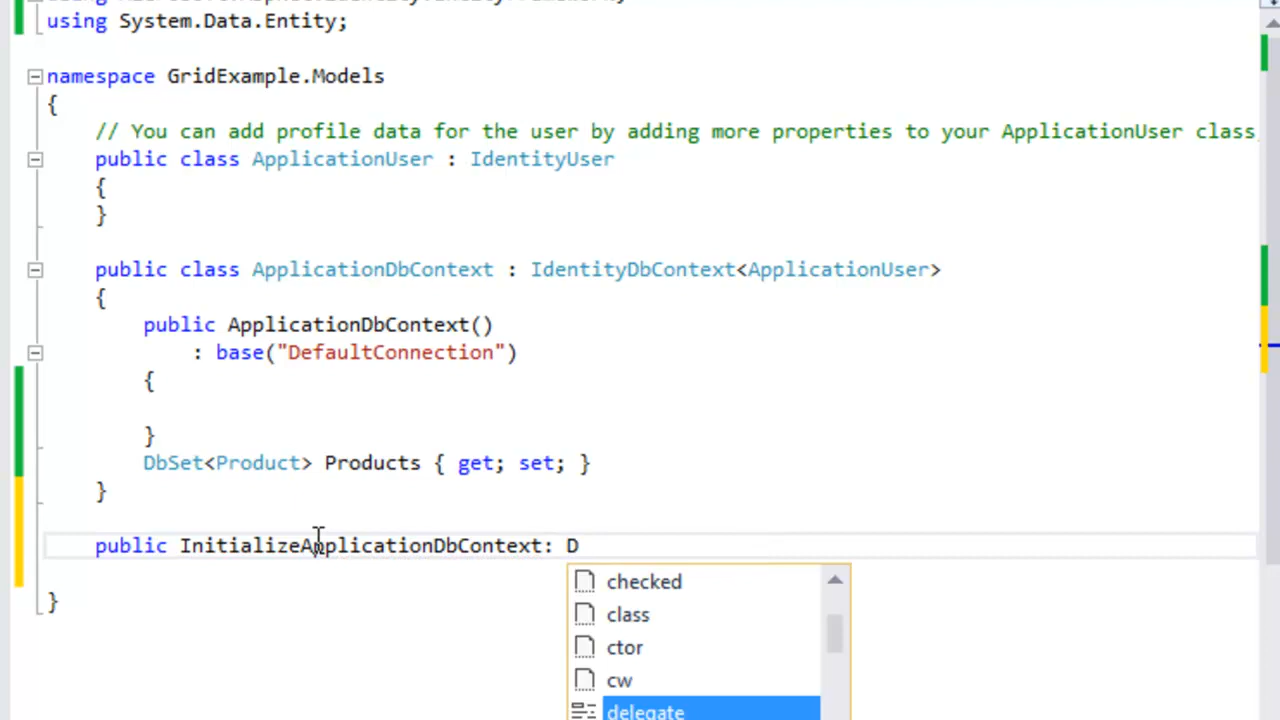 using System.Data.Entity;
namespace GridExample.Models
{
// You can add profile data for the user by adding more properties to your ApplicationUser class
public class ApplicationUser : IdentityUser
{
}
public class ApplicationDbContext : IdentityDbContext<ApplicationUser>
{
public ApplicationDbContext()
: base("DefaultConnection")
{
}
DbSet<Product> Products { get; set; }
}
public InitializeApplicationDbContext: D
checked
class
ctor
cw
delegate
}